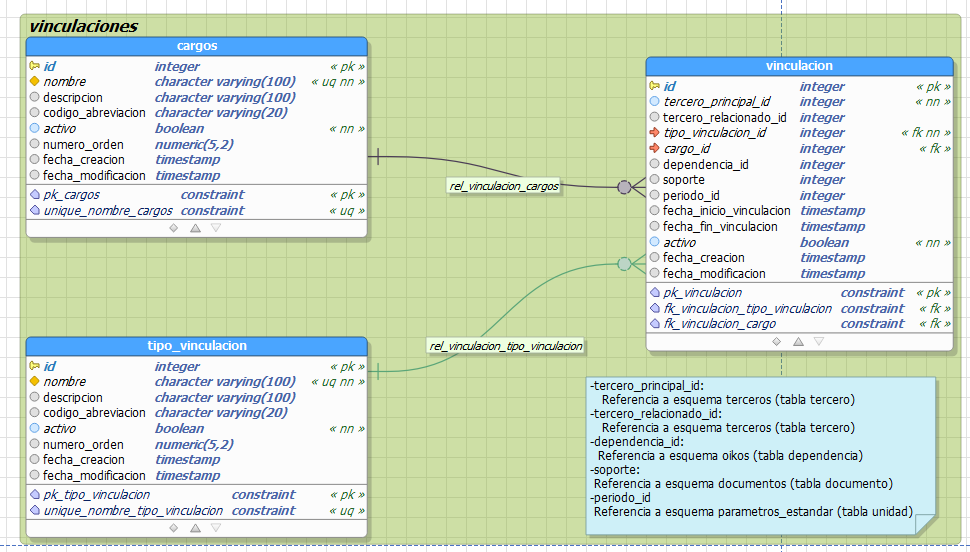 vinculaciones
cargos
id integer « pk »
nombre character varying(100) « uq nn »
descripcion character varying(100)
codigo_abreviacion character varying(20)
activo boolean « nn »
numero_orden numeric(5,2)
fecha_creacion timestamp
fecha_modificacion timestamp
pk_cargos constraint « pk »
unique_nombre_cargos constraint « uq »
rel_vinculacion_cargos
vinculacion
id integer « pk »
tercero_principal_id integer « nn »
tercero_relacionado_id integer
tipo_vinculacion_id integer « fk nn »
cargo_id integer « fk »
dependencia_id integer
soporte integer
periodo_id integer
fecha_inicio_vinculacion timestamp
fecha_fin_vinculacion timestamp
activo boolean « nn »
fecha_creacion timestamp
fecha_modificacion timestamp
pk_vinculacion constraint « pk »
fk_vinculacion_tipo_vinculacion constraint « fk »
fk_vinculacion_cargo constraint « fk »
tipo_vinculacion
id integer « pk »
nombre character varying(100) « uq nn »
descripcion character varying(100)
codigo_abreviacion character varying(20)
activo boolean « nn »
numero_orden numeric(5,2)
fecha_creacion timestamp
fecha_modificacion timestamp
pk_tipo_vinculacion constraint « pk »
unique_nombre_tipo_vinculacion constraint « uq »
rel_vinculacion_tipo_vinculacion
-tercero_principal_id:
Referencia a esquema terceros (tabla tercero)
-tercero_relacionado_id:
Referencia a esquema terceros (tabla tercero)
-dependencia_id:
Referencia a esquema oikos (tabla dependencia)
-soporte:
Referencia a esquema documentos (tabla documento)
-periodo_id
Referencia a esquema parametros_estandar (tabla unidad)